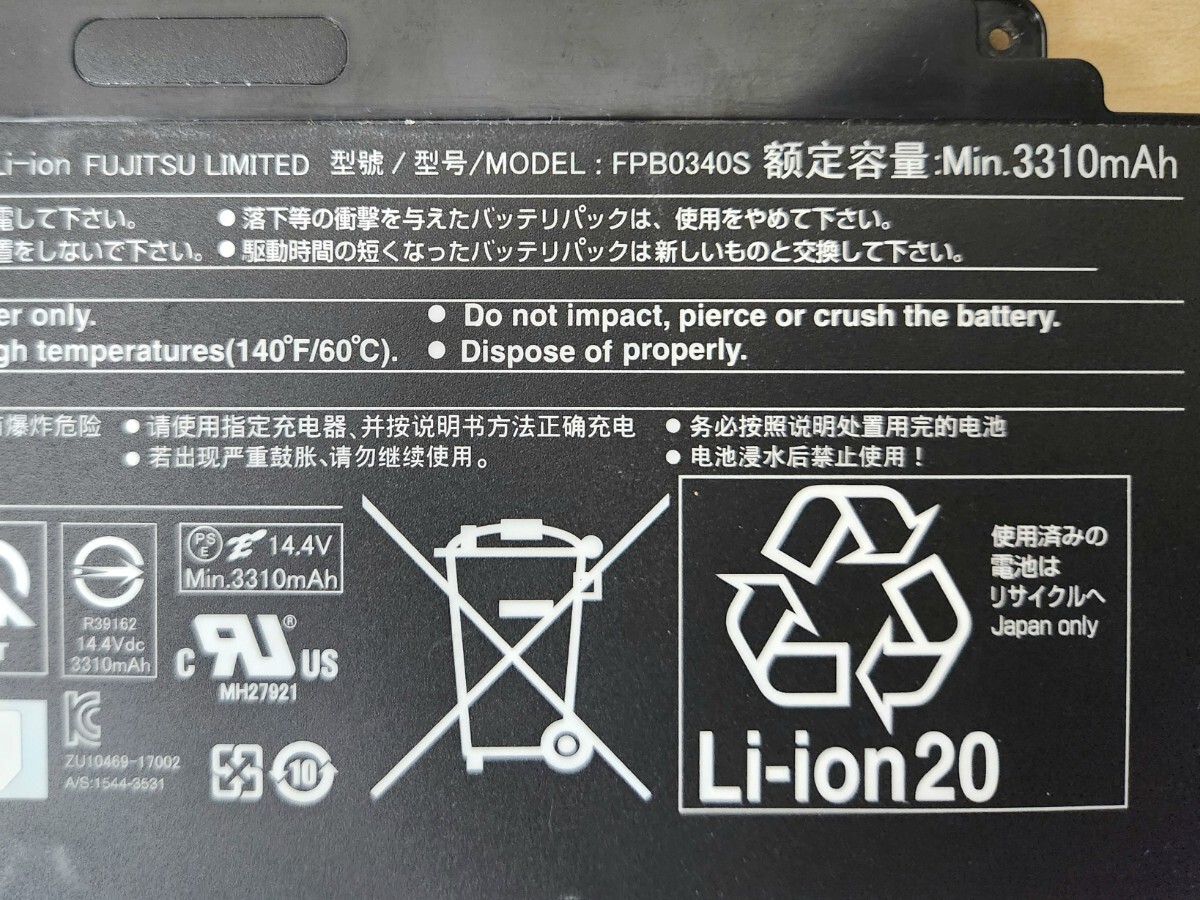 Li-ion FUJITSU LIMITED 型號 / 型号/MODEL : FPB0340S 额定容量:Min.3310mAh
電して下さい。 ● 落下等の衝撃を与えたバッテリパックは、使用をやめて下さい。
置をしないで下さい。 ● 駆動時間の短くなったバッテリパックは新しいものと交換して下さい。
er only. ● Do not impact, pierce or crush the battery.
gh temperatures(140°F/60°C). ● Dispose of properly.
爆炸危险 ● 请使用指定充电器、并按说明书方法正确充电 ● 务必按照说明处置用完的电池
● 若出现严重鼓胀、请勿继续使用。 ● 电池浸水后禁止使用！
PS
E
14.4V
Min.3310mAh
R39162
14.4Vdc
3310mAh
C RU ® US
MH27921
ZU10469-17002
A/S:1544-3531
10
使用済みの
電池は
リサイクルへ
Japan only
Li-ion20